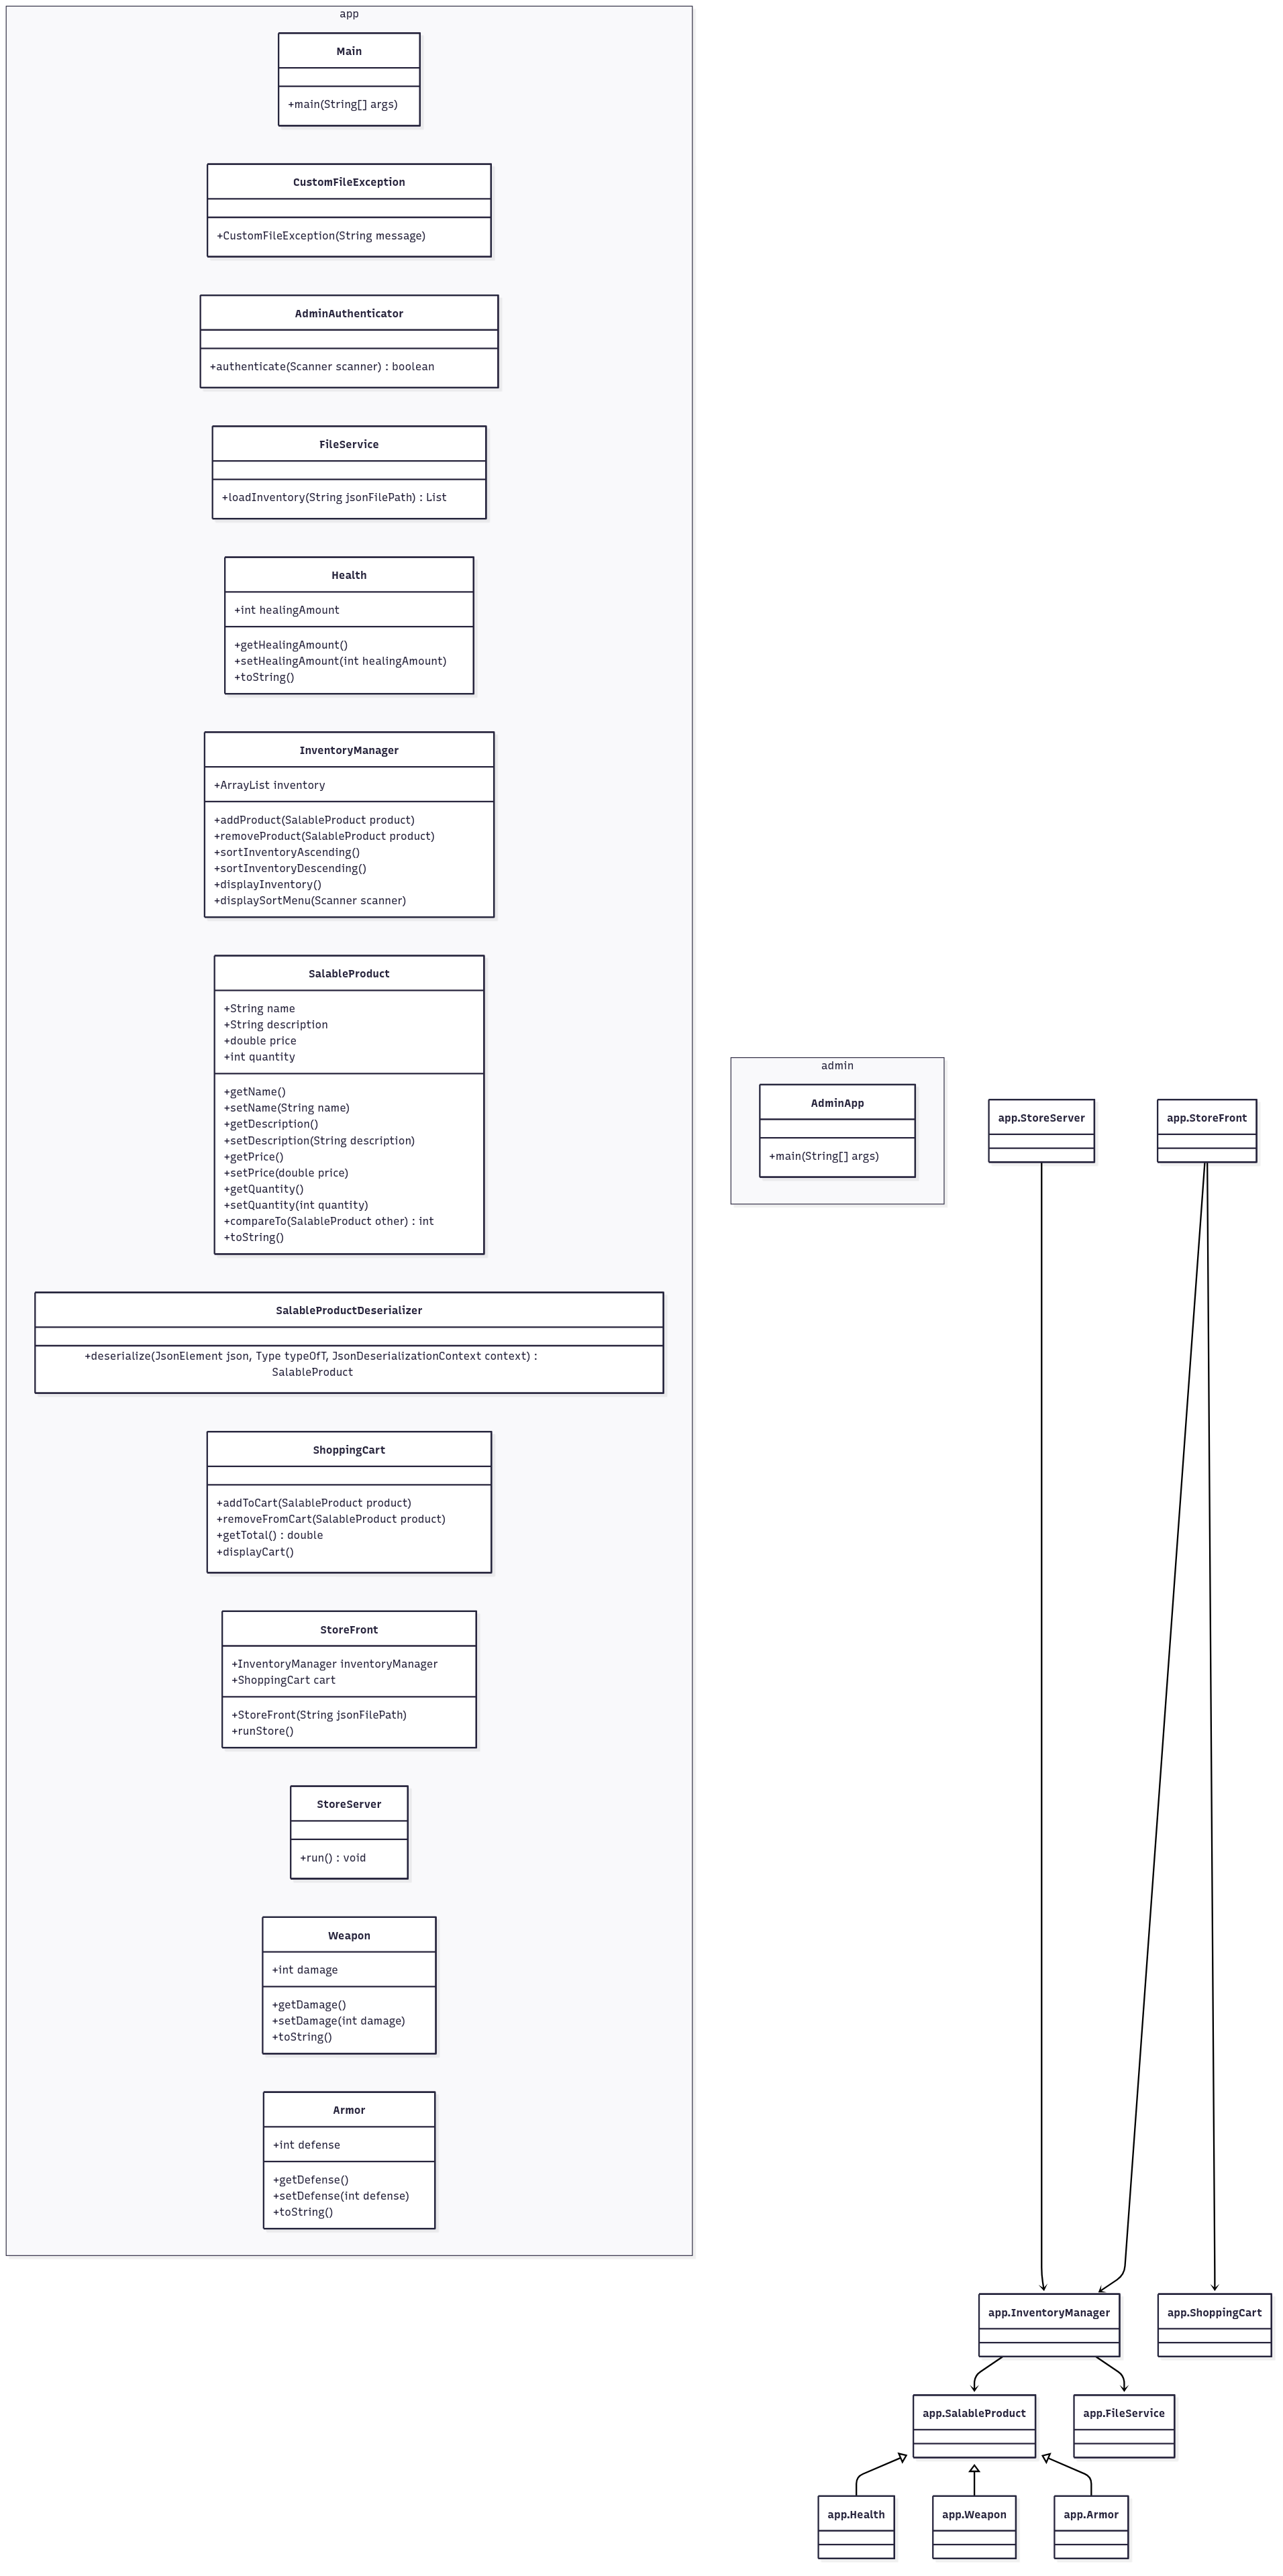 app
Main
+main(String[] args)
CustomFileException
+CustomFileException(String message)
AdminAuthenticator
+authenticate(Scanner scanner) : boolean
FileService
+loadInventory(String jsonFilePath) : List
Health
+int healingAmount
+getHealingAmount()
+setHealingAmount(int healingAmount)
+toString()
InventoryManager
+ArrayList inventory
+addProduct(SalableProduct product)
+removeProduct(SalableProduct product)
+sortInventoryAscending()
+sortInventoryDescending()
+displayInventory()
+displaySortMenu(Scanner scanner)
SalableProduct
+String name
+String description
+double price
+int quantity
+getName()
+setName(String name)
+getDescription()
+setDescription(String description)
+getPrice()
+setPrice(double price)
+getQuantity()
+setQuantity(int quantity)
+compareTo(SalableProduct other) : int
+toString()
SalableProductDeserializer
+deserialize(JsonElement json, Type typeOfT, JsonDeserializationContext context) :
SalableProduct
ShoppingCart
+addToCart(SalableProduct product)
+removeFromCart(SalableProduct product)
+getTotal() : double
+displayCart()
StoreFront
+InventoryManager inventoryManager
+ShoppingCart cart
+StoreFront(String jsonFilePath)
+runStore()
StoreServer
+run() : void
Weapon
+int damage
+getDamage()
+setDamage(int damage)
+toString()
Armor
+int defense
+getDefense()
+setDefense(int defense)
+toString()
admin
AdminApp
+main(String[] args)
app.StoreServer
app.StoreFront
app.InventoryManager
app.ShoppingCart
app.SalableProduct
app.FileService
app.Health
app.Weapon
app.Armor